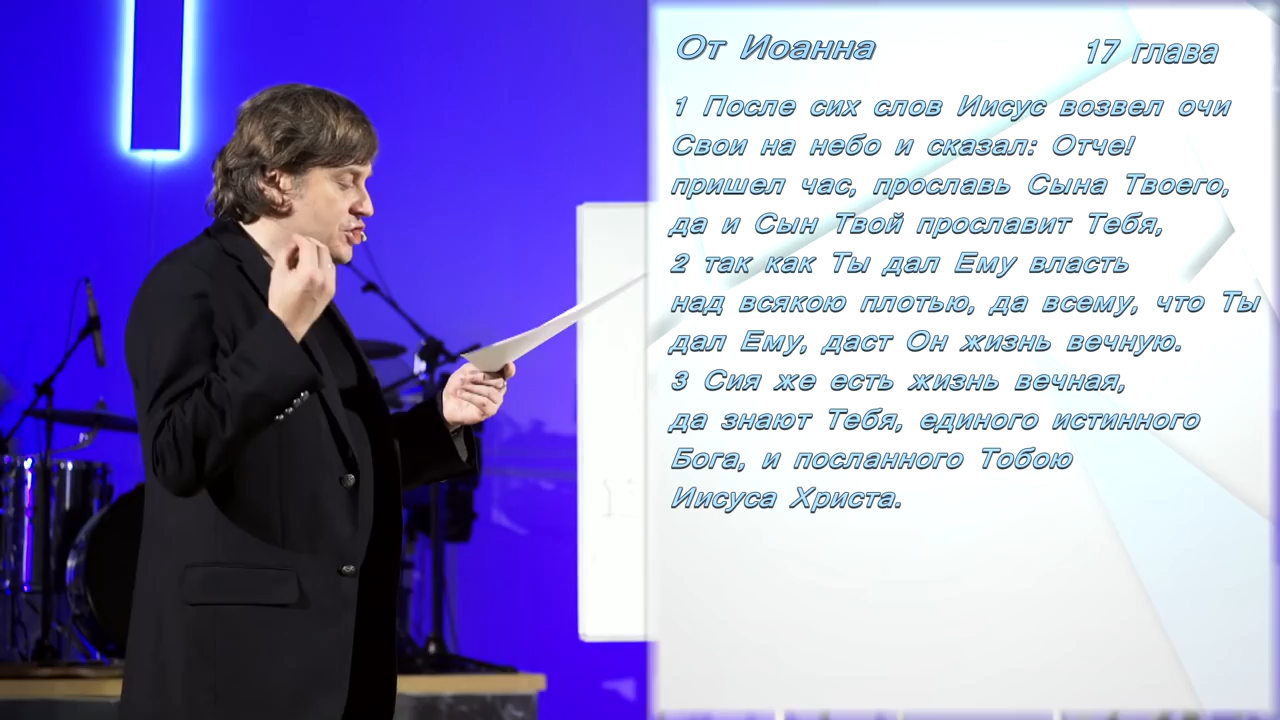 От Иоанна 17 глава
1 После сих слов Иисус возвел очи
Свои на небо и сказал: Отче!
пришел час, прославь Сына Твоего,
да и Сын Твой прославит Тебя,
2 так как Ты дал Ему власть
над всякою плотью, да всему, что Ты
дал Ему, даст Он жизнь вечную.
3 Сия же есть жизнь вечная,
да знают Тебя, единого истинного
Бога, и посланного Тобою
Иисуса Христа.